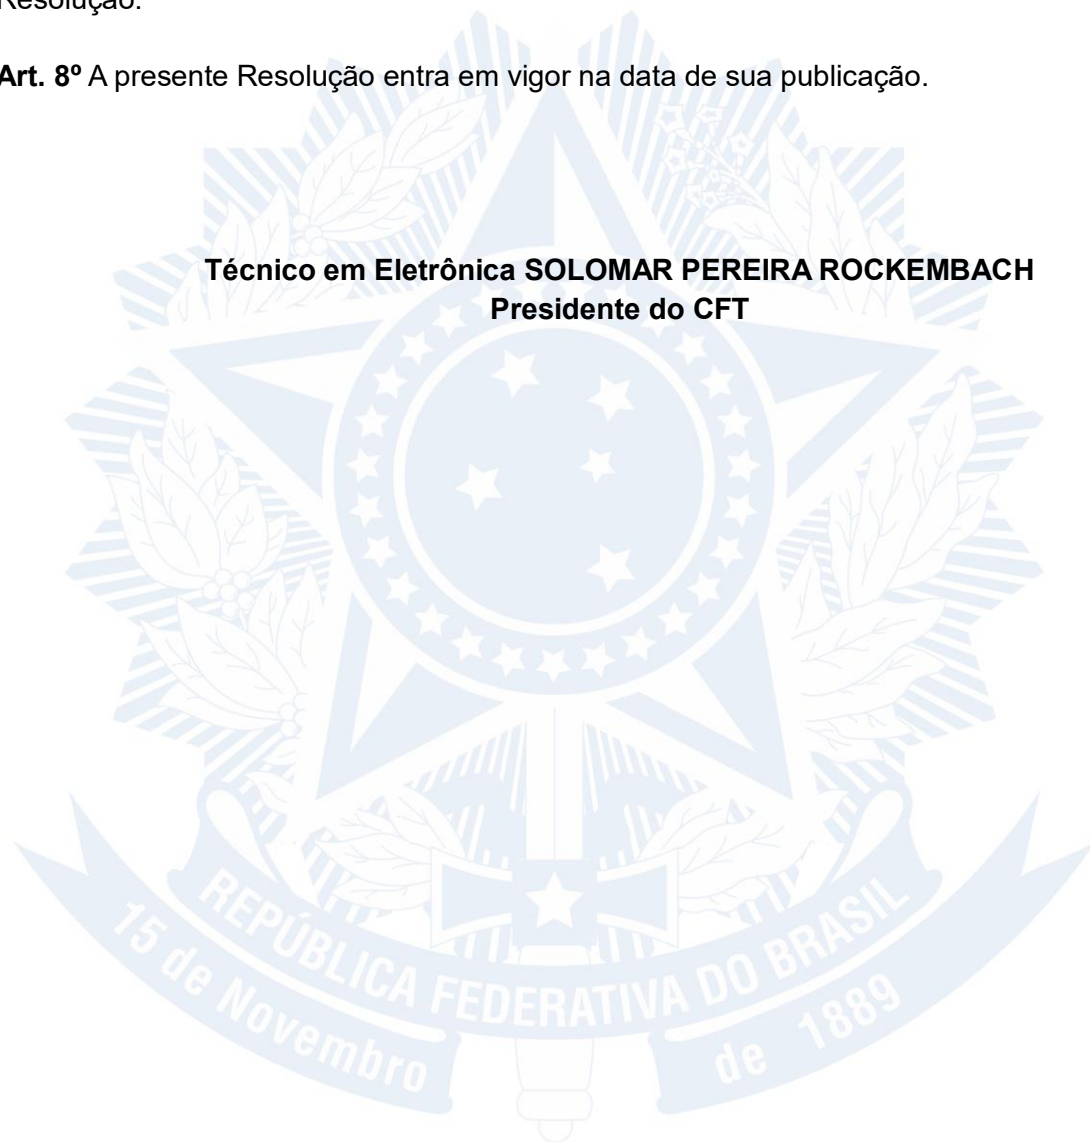 Resolução.
Art. 8º A presente Resolução entra em vigor na data de sua publicação.
Técnico em Eletrônica SOLOMAR PEREIRA ROCKEMBACH
Presidente do CFT
REPÚBLICA FEDERATIVA DO BRASIL
15 de Novembro de 1889